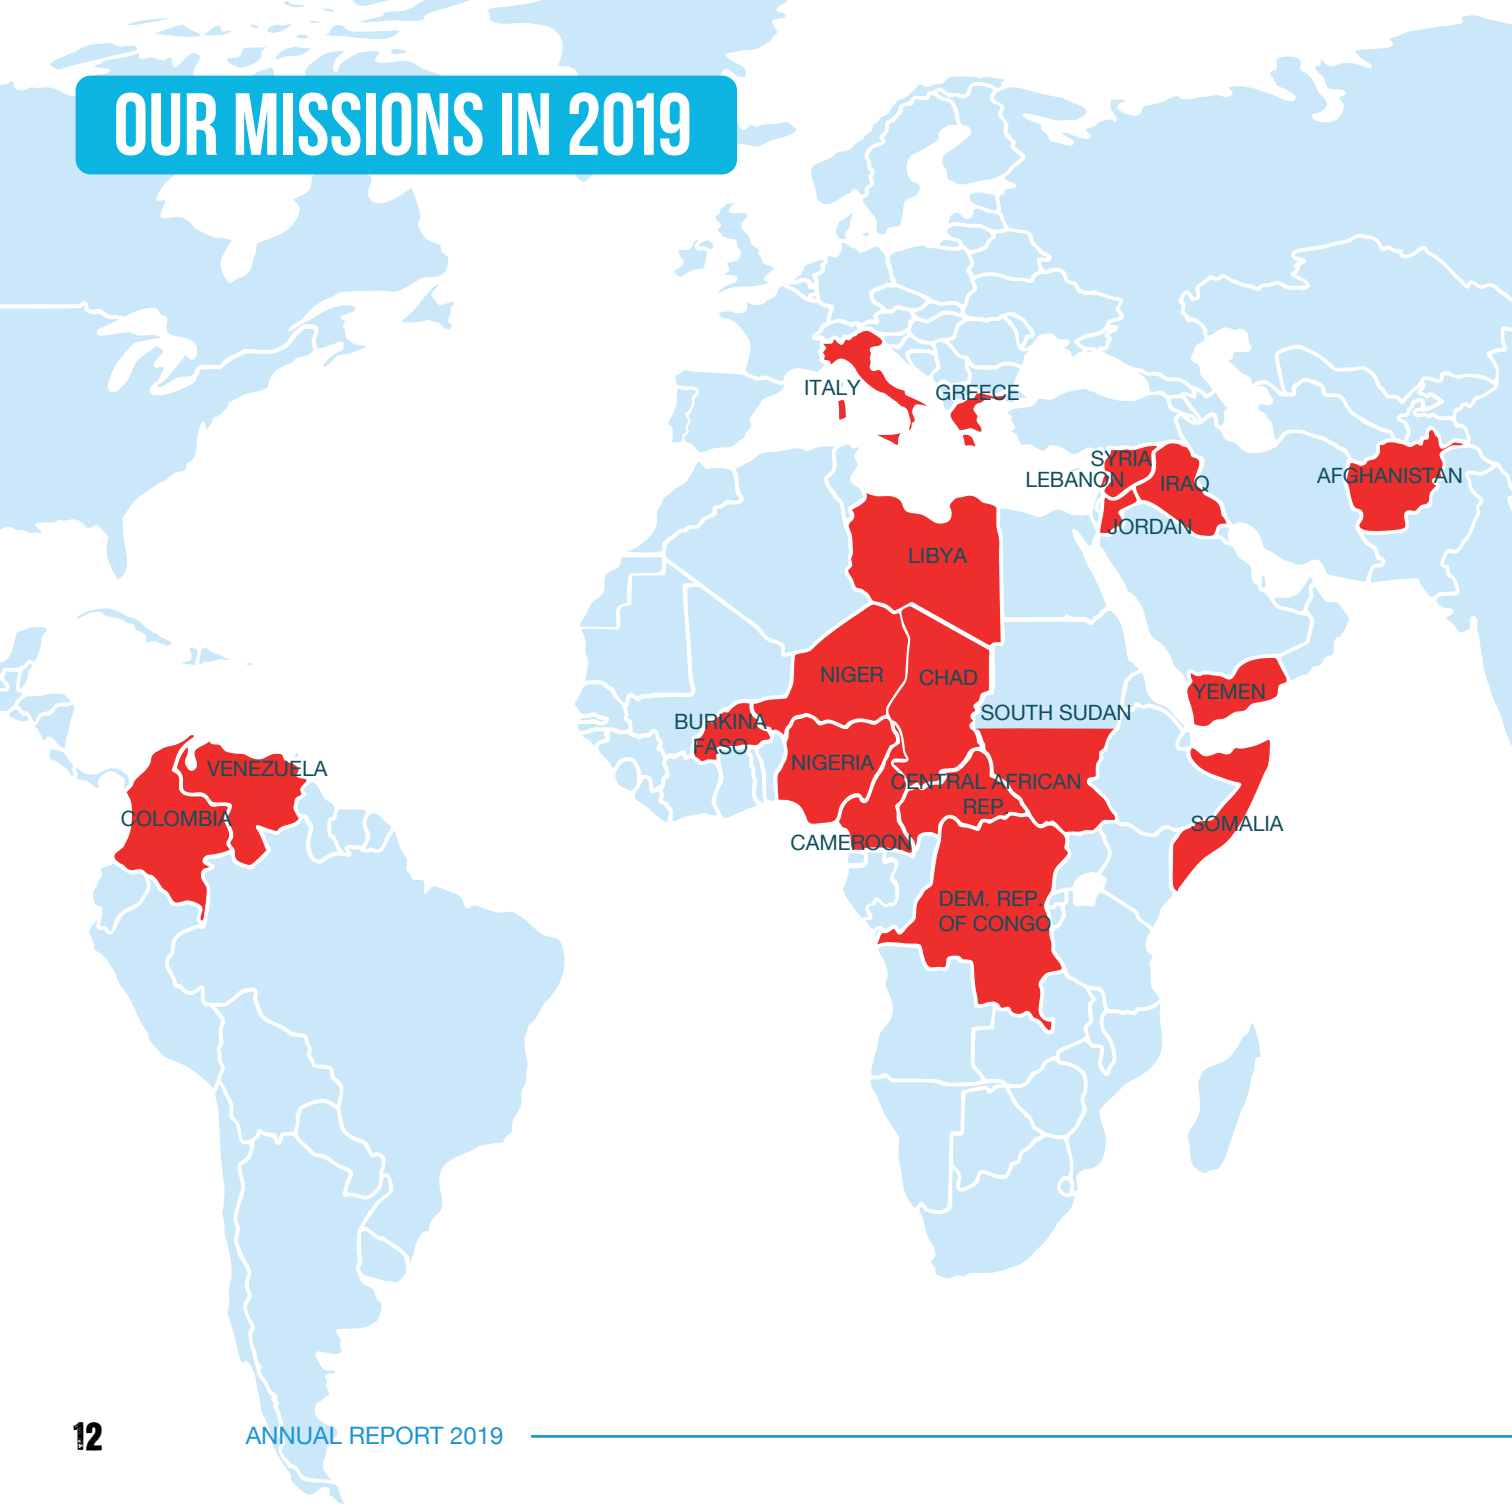 OUR MISSIONS IN 2019
ITALY
GREECE
SYRIA
LEBANON
IRAQ
AFGHANISTAN
JORDAN
LIBYA
NIGER
CHAD
YEMEN
SOUTH SUDAN
BURKINA
FASO
NIGERIA
VENEZUELA
CENTRAL AFRICAN
REP.
COLOMBIA
SOMALIA
CAMEROON
DEM. REP.
OF CONGO
12
ANNUAL REPORT 2019